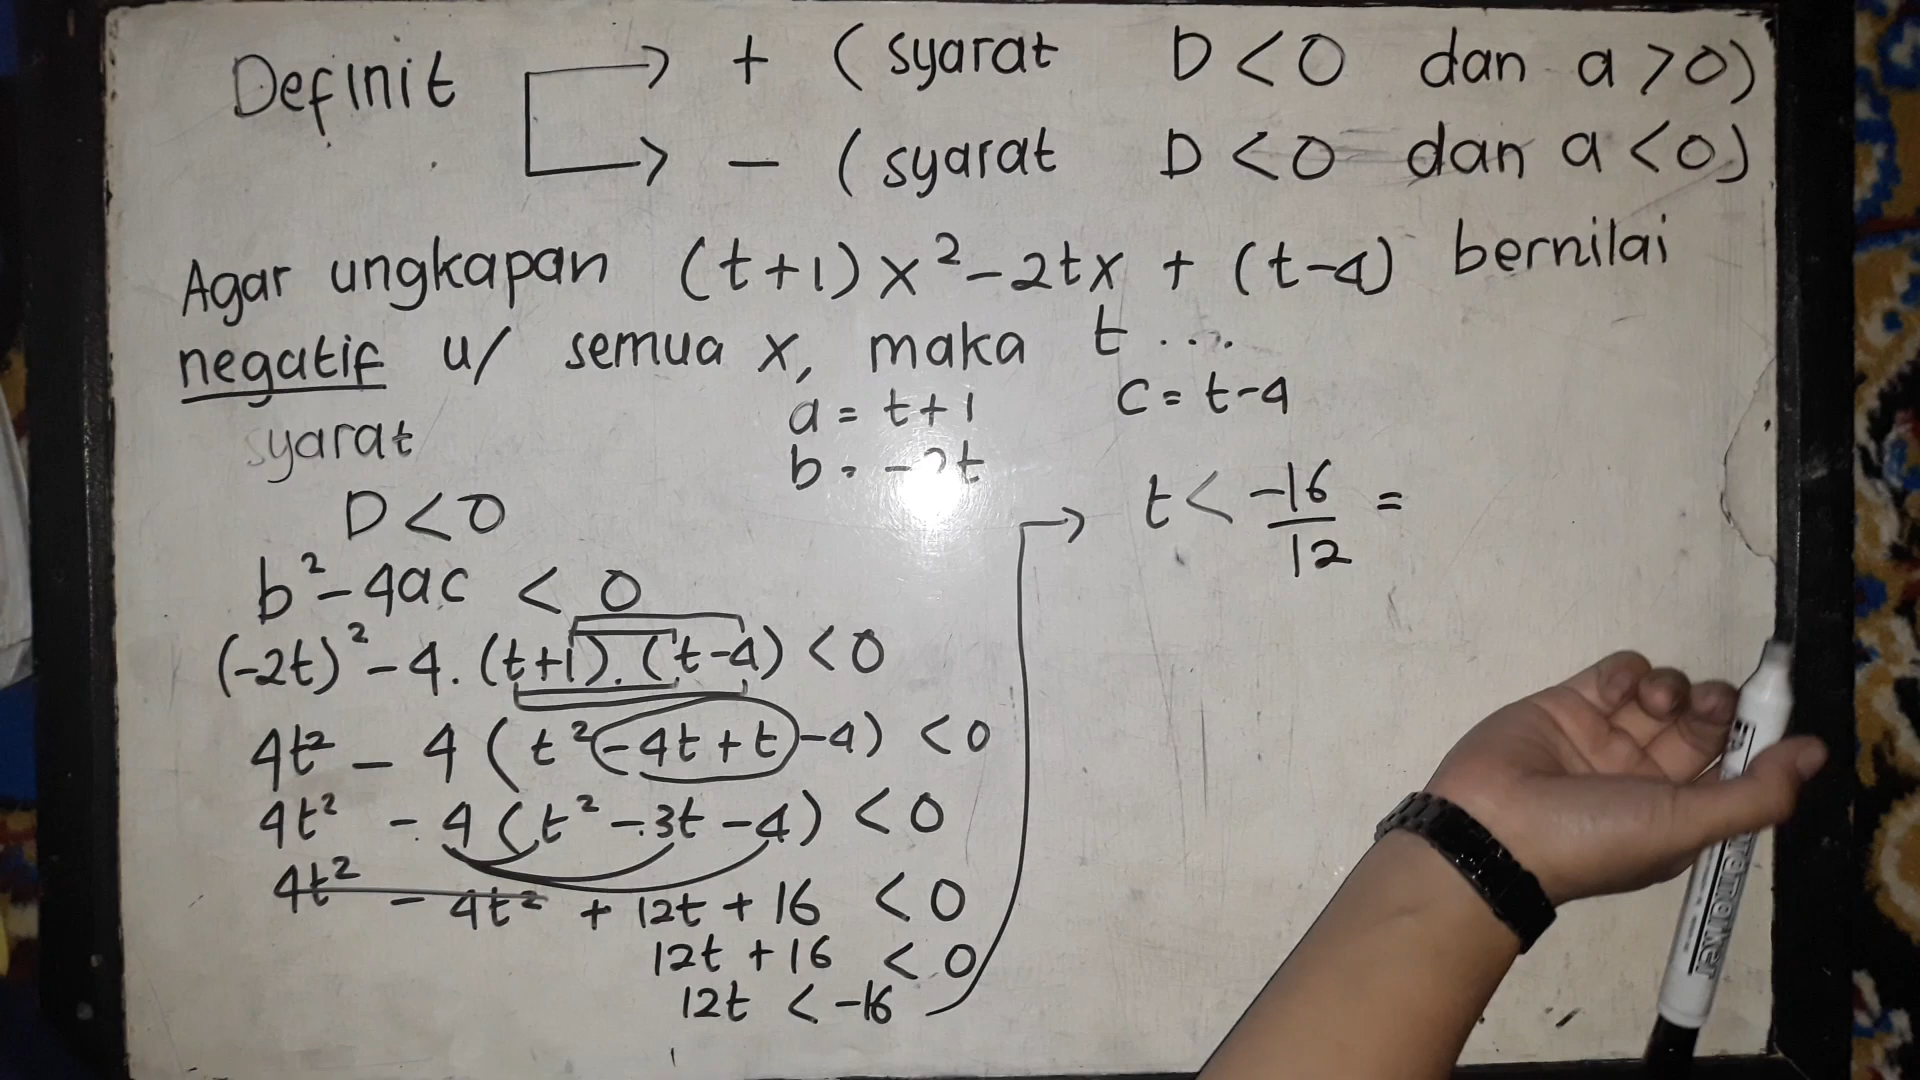 Definit → + (syarat D < 0 dan a > 0)
→ − (syarat D < 0 dan a < 0)
Agar ungkapan (t+1)x² − 2tx + (t−4) bernilai
negatif u/ semua x, maka t ....
syarat
a = t+1
b = −2t
c = t−4
D < 0
b² − 4ac < 0
(-2t)² − 4.(t+1).(t−4) < 0
4t² − 4(t² −4t+t −4) < 0
4t² − 4(t² −3t −4) < 0
4t² − 4t² + 12t + 16 < 0
12t + 16 < 0
12t < −16
→ t < −16/12 =